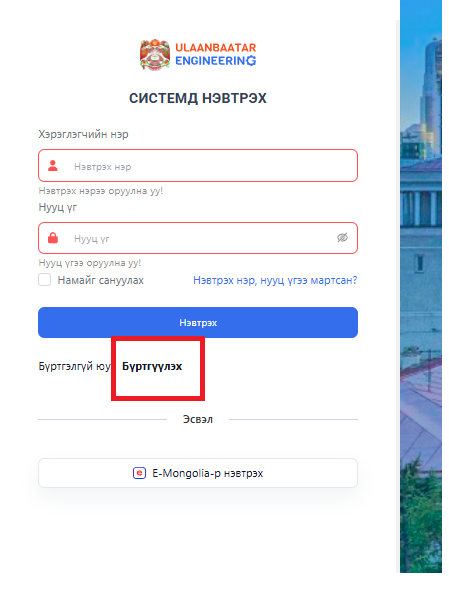 ULAANBAATAR
ENGINEERING
СИСТЕМД НЭВТРЭХ
Хэрэглэгчийн нэр
Нэвтрэх нэр
Нэвтрэх нэрээ оруулна уу!
Нууц үг
Нууц үг
Нууц үгээ оруулна уу!
Намайг сануулах Нэвтрэх нэр, нууц үгээ мартсан?
Нэвтрэх
Бүртгэлгүй юу Бүртгүүлэх
Эсвэл
e E-Mongolia-р нэвтрэх